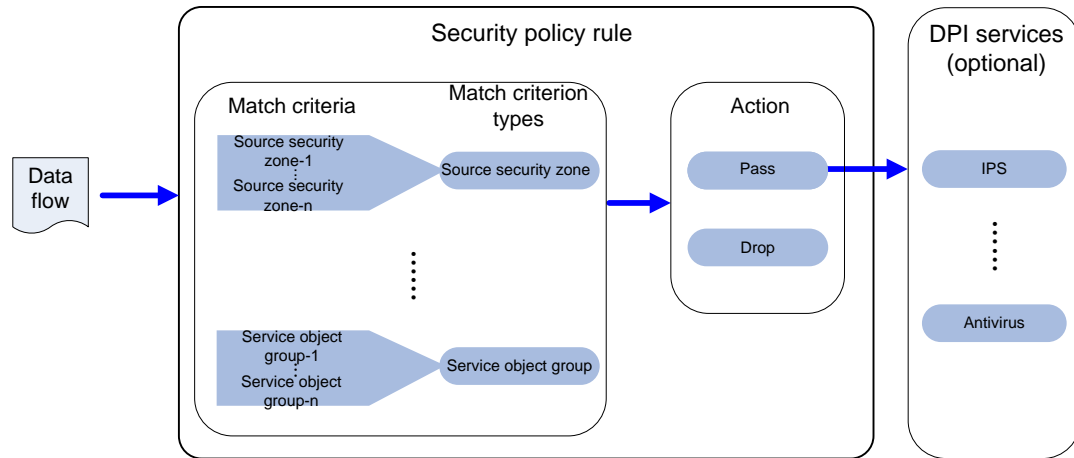 Security policy rule
DPI services
(optional)
Match criteria
Match criterion
types
Action
Source security
zone-1
Source security
zone-n
Source security zone
Pass
IPS
Data
flow
Drop
Service object
group-1
Service object
group-n
Service object group
Antivirus